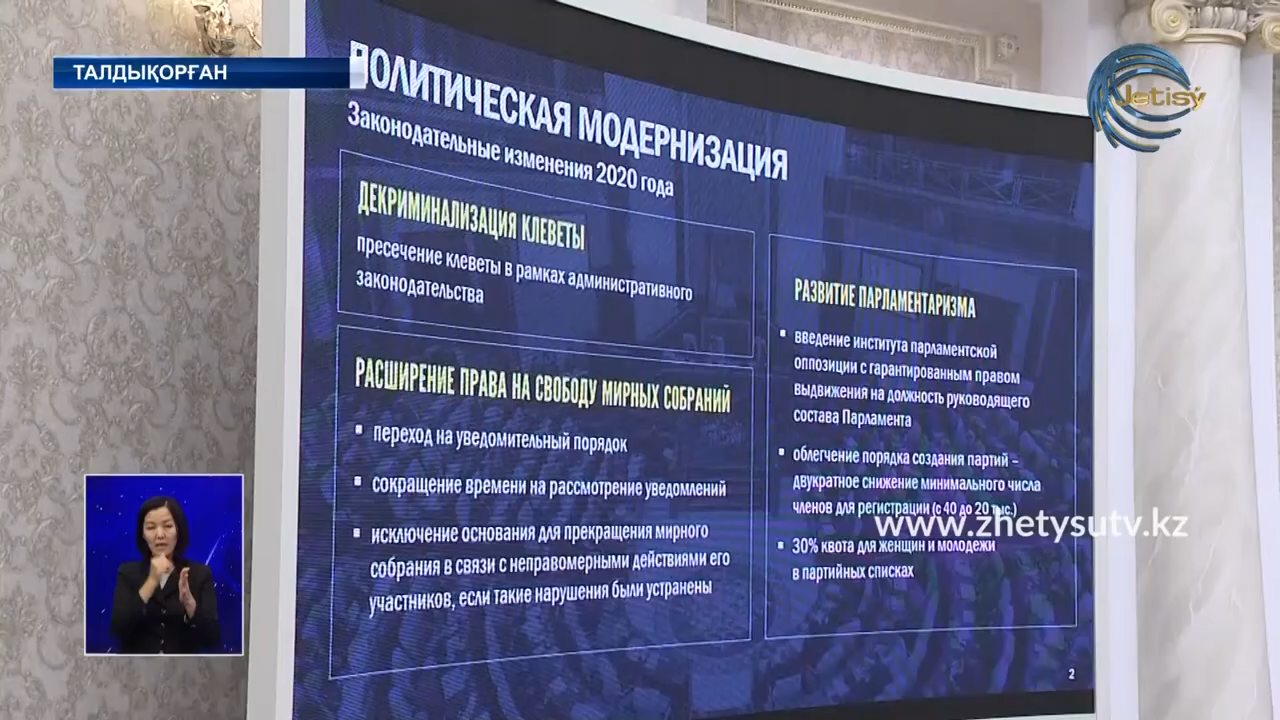 ТАЛДЫҚОРҒАН
Jetisý
ПОЛИТИЧЕСКАЯ МОДЕРНИЗАЦИЯ
Законодательные изменения 2020 года
ДЕКРИМИНАЛИЗАЦИЯ КЛЕВЕТЫ
пресечение клеветы в рамках административного
законодательства
РАСШИРЕНИЕ ПРАВА НА СВОБОДУ МИРНЫХ СОБРАНИЙ
▪ переход на уведомительный порядок
▪ сокращение времени на рассмотрение уведомлений
▪ исключение основания для прекращения мирного
собрания в связи с неправомерными действиями его
участников, если такие нарушения были устранены
РАЗВИТИЕ ПАРЛАМЕНТАРИЗМА
▪ введение института парламентской
оппозиции с гарантированным правом
выдвижения на должность руководящего
состава Парламента
▪ облегчение порядка создания партий –
двукратное снижение минимального числа
членов для регистрации (с 40 до 20 тыс.)
▪ 30% квота для женщин и молодежи
в партийных списках
www.zhetysutv.kz
2